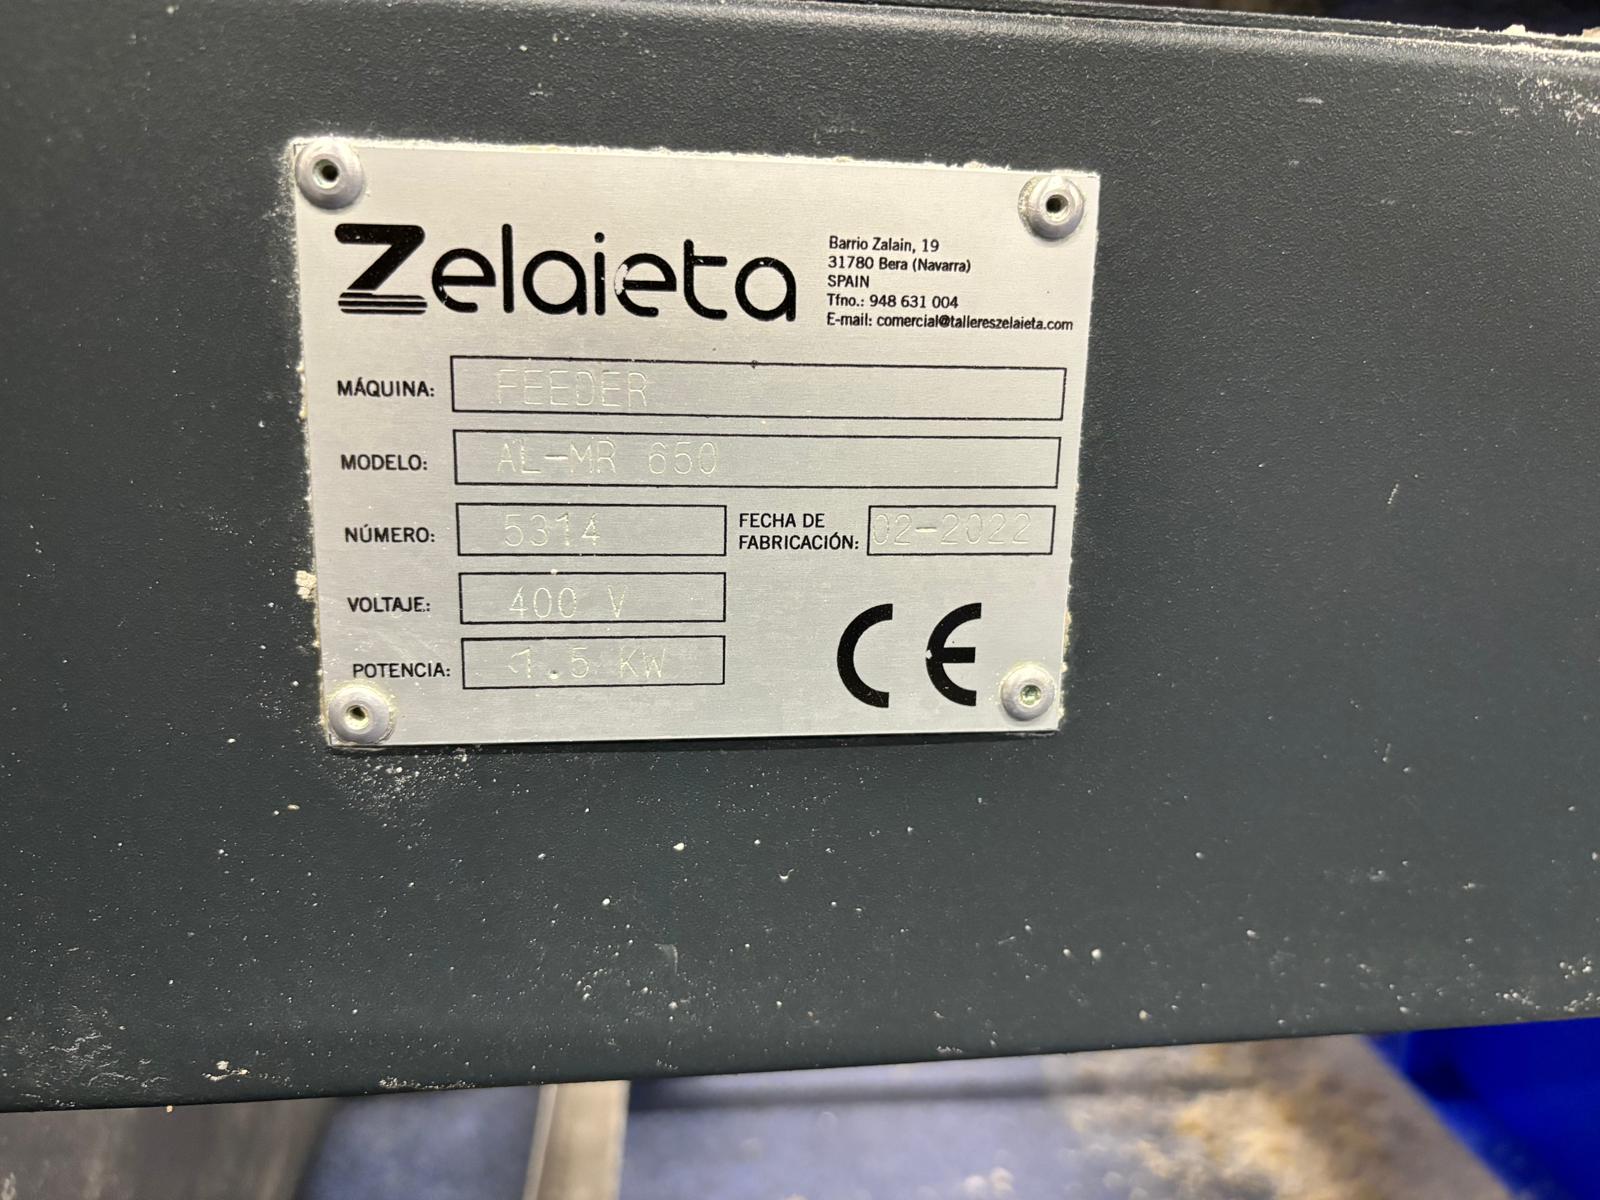 Zelaieta
Barrio Zalain, 19
31780 Bera (Navarra)
SPAIN
Tfno.: 948 631 004
E-mail: comercial@tallereszelaieta.com
MÁQUINA: FEEDER
MODELO: AL-MR 650
NÚMERO: 5314
FECHA DE
FABRICACIÓN: 02-2022
VOLTAJE: 400 V
POTENCIA: 1.5 KW
CE